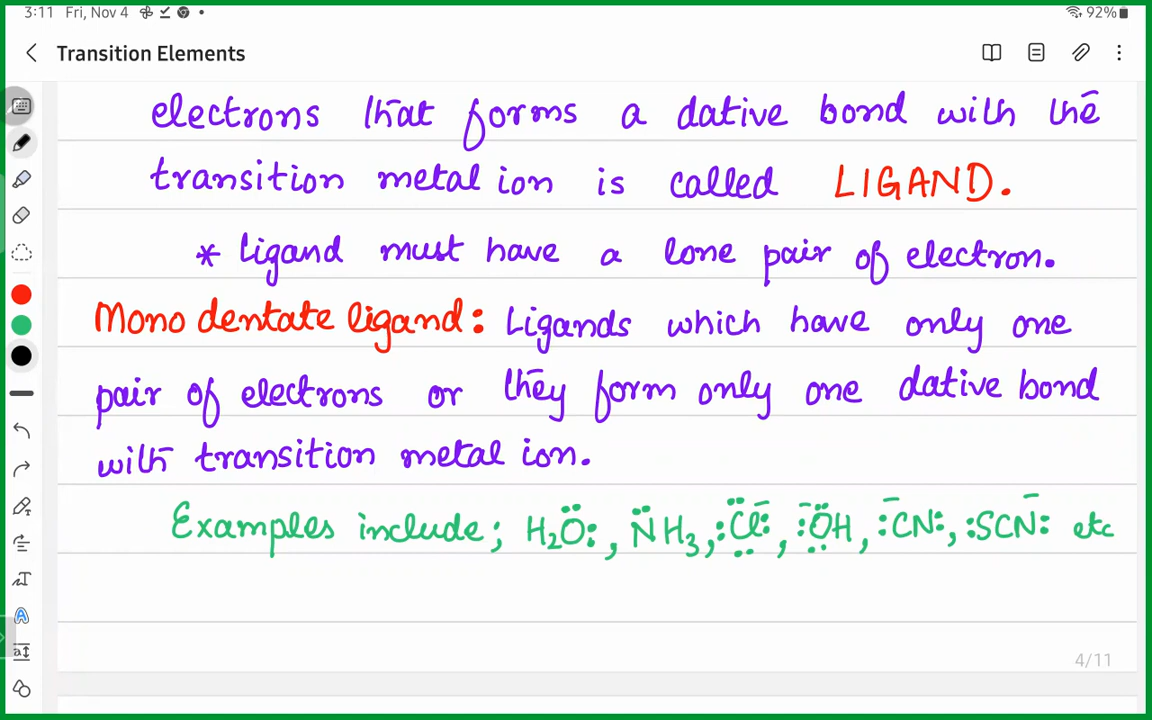 3:11 Fri, Nov 4 92%
Transition Elements
electrons that forms a dative bond with the
transition metal ion is called LIGAND.
* ligand must have a lone pair of electron.
Mono dentate ligand: Ligands which have only one
pair of electrons or they form only one dative bond
with transition metal ion.
Examples include; H₂Ö:, N̈H₃, :C̈l:⁻, ⁻:ÖH, ⁻:CN:, :SCN:⁻ etc
4/11